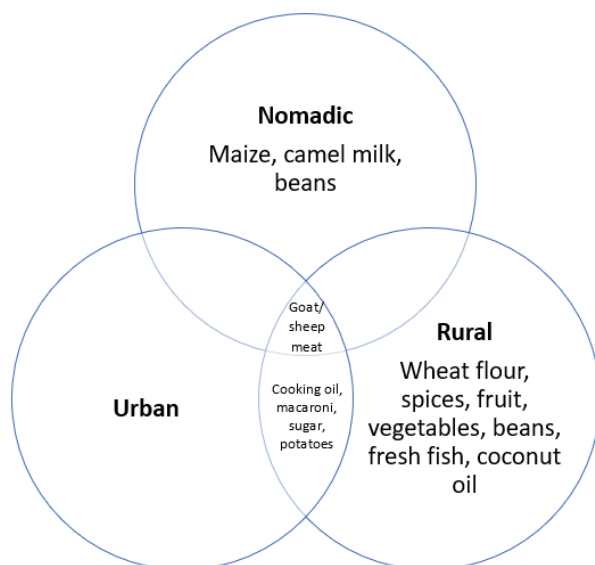 Nomadic
Maize, camel milk,
beans
Goat/
sheep
meat
Rural
Wheat flour,
spices, fruit,
vegetables, beans,
fresh fish, coconut
oil
Urban
Cooking oil,
macaroni,
sugar,
potatoes